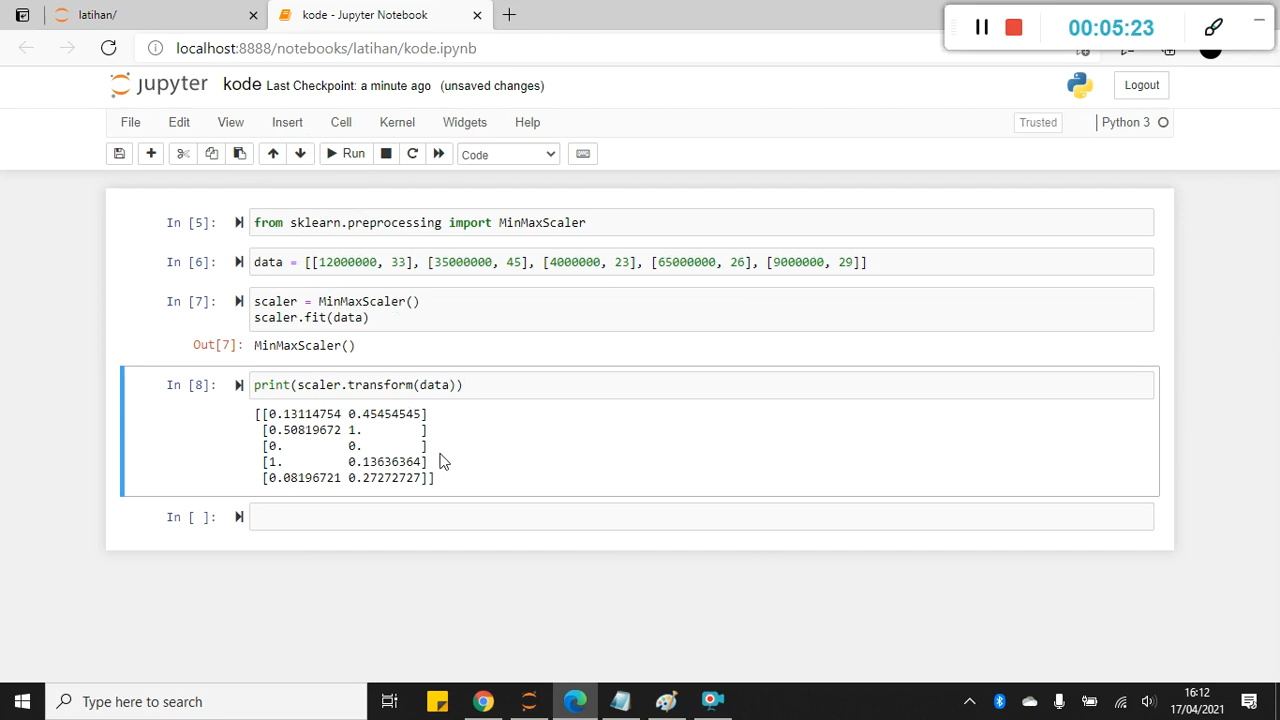 latihan/
kode - Jupyter Notebook
00:05:23
localhost:8888/notebooks/latihan/kode.ipynb
jupyter kode Last Checkpoint: a minute ago (unsaved changes)
Logout
File Edit View Insert Cell Kernel Widgets Help
Trusted
Python 3
Run
Code
In [5]: from sklearn.preprocessing import MinMaxScaler
In [6]: data = [[12000000, 33], [35000000, 45], [4000000, 23], [65000000, 26], [9000000, 29]]
In [7]: scaler = MinMaxScaler()
scaler.fit(data)
Out[7]: MinMaxScaler()
In [8]: print(scaler.transform(data))
[[0.13114754 0.45454545]
[0.50819672 1. ]
[0. 0. ]
[1. 0.13636364]
[0.08196721 0.27272727]]
In [ ]:
Type here to search
16:12
17/04/2021